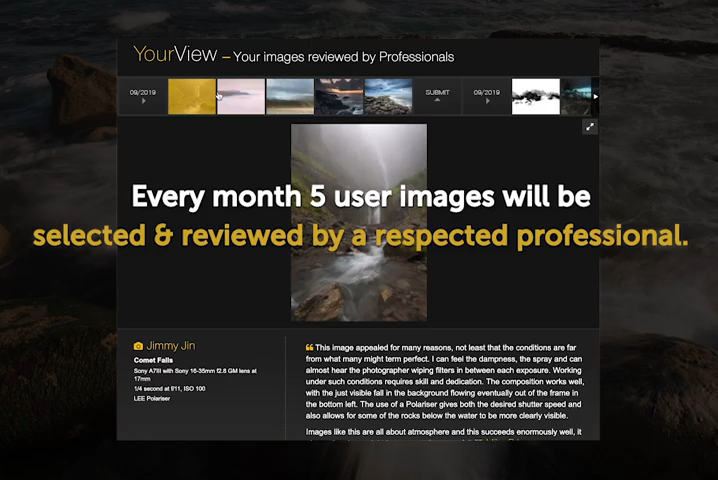 YourView – Your images reviewed by Professionals
09/2019 SUBMIT 09/2019
Every month 5 user images will be
selected & reviewed by a respected professional.
Jimmy Jin
Comet Falls
Sony A7III with Sony 16-35mm f2.8 GM lens at
17mm
1/4 second at f/11, ISO 100
LEE Polariser
This image appealed for many reasons, not least that the conditions are far
from what many might term perfect. I can feel the dampness, the spray and can
almost hear the photographer wiping filters in between each exposure. Working
under such conditions requires skill and dedication. The composition works well,
with the just visible fall in the background flowing eventually out of the frame in
the bottom left. The use of a Polariser gives both the desired shutter speed and
also allows for some of the rocks below the water to be more clearly visible.
Images like this are all about atmosphere and this succeeds enormously well, it